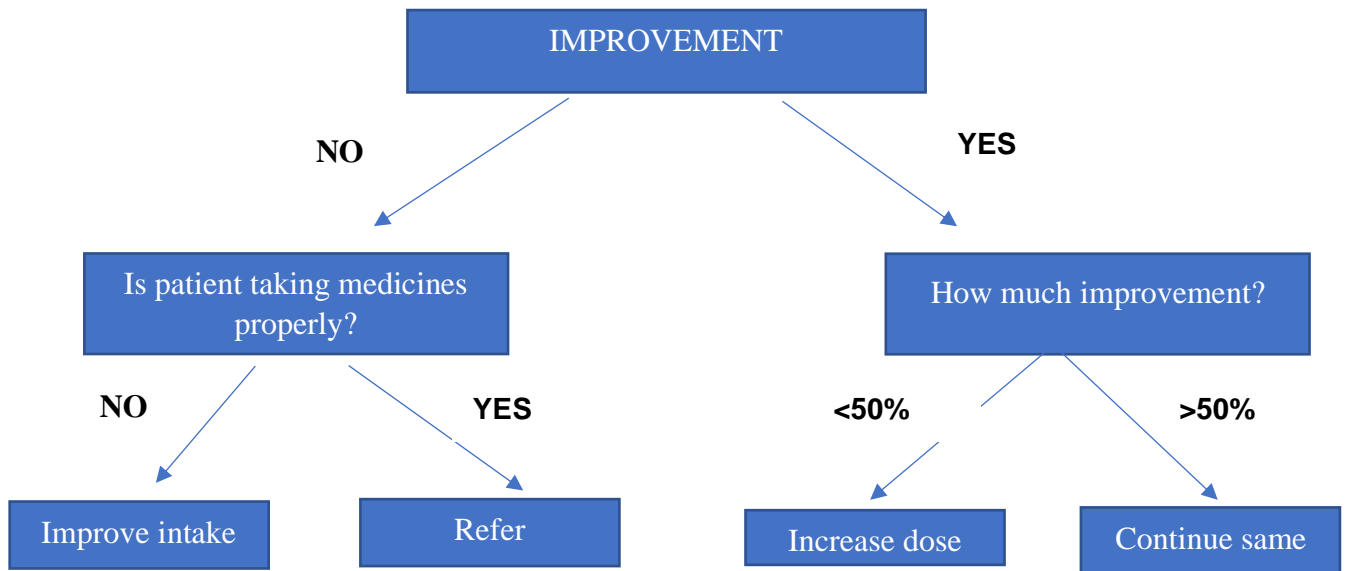 IMPROVEMENT
NO
YES
Is patient taking medicines
properly?
How much improvement?
NO
YES
<50%
>50%
Improve intake
Refer
Increase dose
Continue same